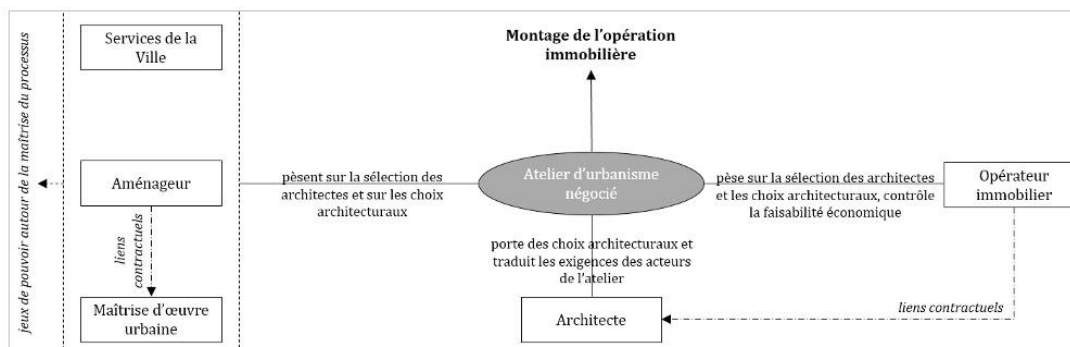 jeux de pouvoir autour de la maîtrise du processus
Services de la
Ville
Aménageur
liens
contractuels
Maîtrise d'œuvre
urbaine
pèsent sur la sélection des
architectes et sur les choix
architecturaux
Montage de l'opération
immobilière
Atelier d'urbanisme
négocié
porte des choix architecturaux et
traduit les exigences des acteurs
de l'atelier
Architecte
pèse sur la sélection des architectes
et les choix architecturaux, contrôle
la faisabilité économique
Opérateur
immobilier
liens contractuels